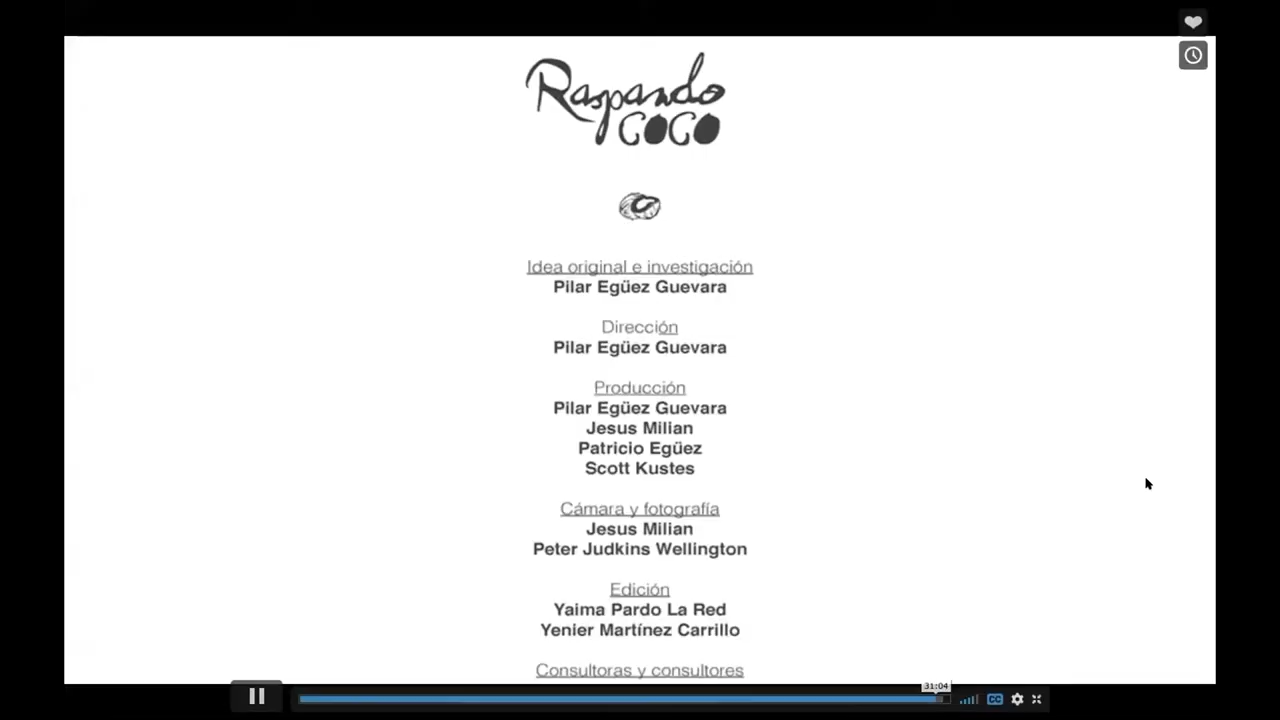 Raspando
COCO
Idea original e investigación
Pilar Egüez Guevara
Dirección
Pilar Egüez Guevara
Producción
Pilar Egüez Guevara
Jesus Milian
Patricio Egüez
Scott Kustes
Cámara y fotografía
Jesus Milian
Peter Judkins Wellington
Edición
Yaima Pardo La Red
Yenier Martínez Carrillo
Consultoras y consultores
31:04
CC